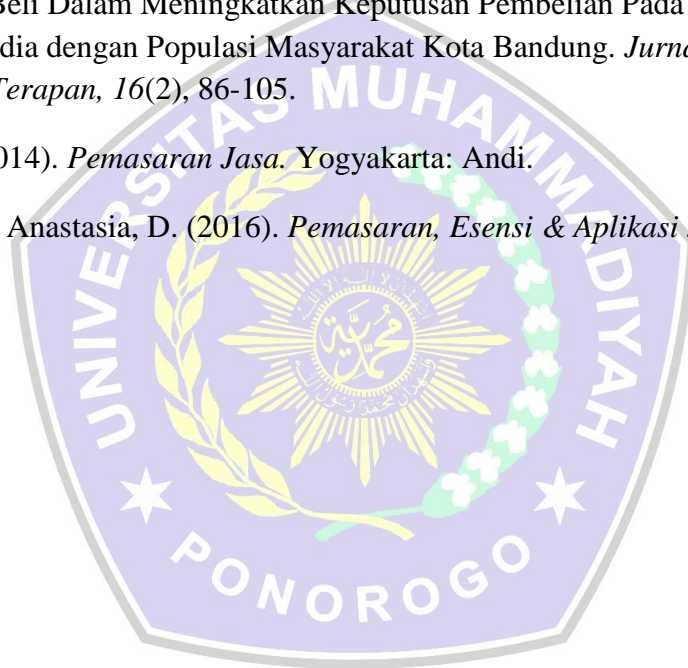 Beli Dalam Meningkatkan Keputusan Pembelian Pada
dia dengan Populasi Masyarakat Kota Bandung. Jurna
Terapan, 16(2), 86-105.
014). Pemasaran Jasa. Yogyakarta: Andi.
Anastasia, D. (2016). Pemasaran, Esensi & Aplikasi
UNIVERSITAS MUHAMMADIYAH
محمدية
PONOROGO